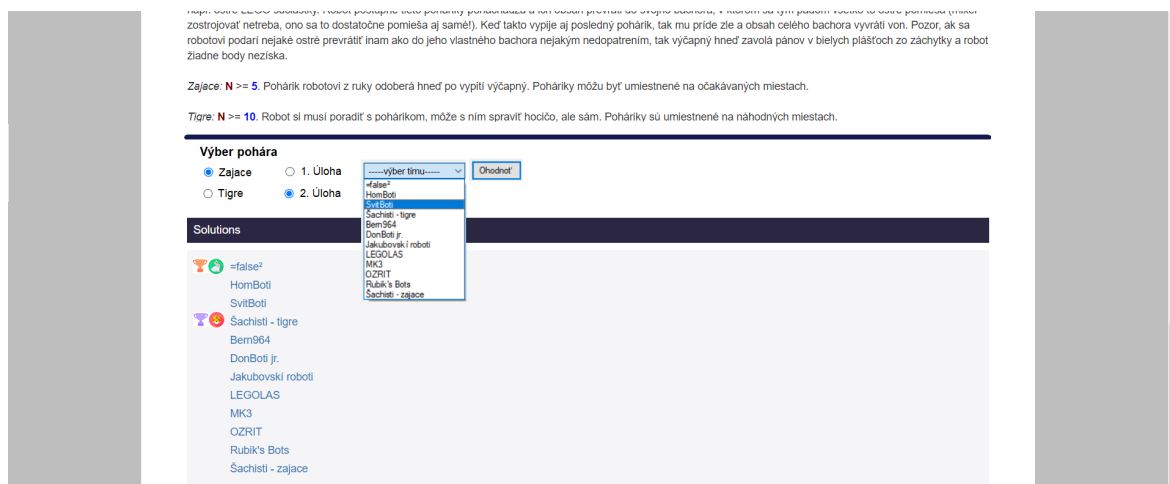 napr. ostré LEGO súčiastky. Robot postupne tieto poháriky ponachádza a ich obsah prevráti do svojho bachora, v ktorom sa tým pádom všetko to ostré pomieša (mixér
zostrojovať netreba, ono sa to dostatočne pomieša aj samé!). Keď takto vypije aj posledný pohárik, tak mu príde zle a obsah celého bachora vyvráti von. Pozor, ak sa
robotovi podarí nejaké ostré prevrátiť inam ako do jeho vlastného bachora nejakým nedopatrením, tak výčapný hneď zavolá pánov v bielych plášťoch zo záchytky a robot
žiadne body nezíska.
Zajace: N >= 5. Pohárik robotovi z ruky odoberá hneď po vypití výčapný. Poháriky môžu byť umiestnené na očakávaných miestach.
Tigre: N >= 10. Robot si musí poradiť s pohárikom, môže s ním spraviť hocičo, ale sám. Poháriky sú umiestnené na náhodných miestach.
Výber pohára
Zajace 1. Úloha -----výber tímu----- Ohodnoť
Tigre 2. Úloha
=false²
HomBoti
SvitBoti
Šachisti - tigre
Bern964
DonBoti jr.
Jakubovskí roboti
LEGOLAS
MK3
OZRIT
Rubik's Bots
Šachisti - zajace
Solutions
=false²
HomBoti
SvitBoti
Šachisti - tigre
Bern964
DonBoti jr.
Jakubovskí roboti
LEGOLAS
MK3
OZRIT
Rubik's Bots
Šachisti - zajace